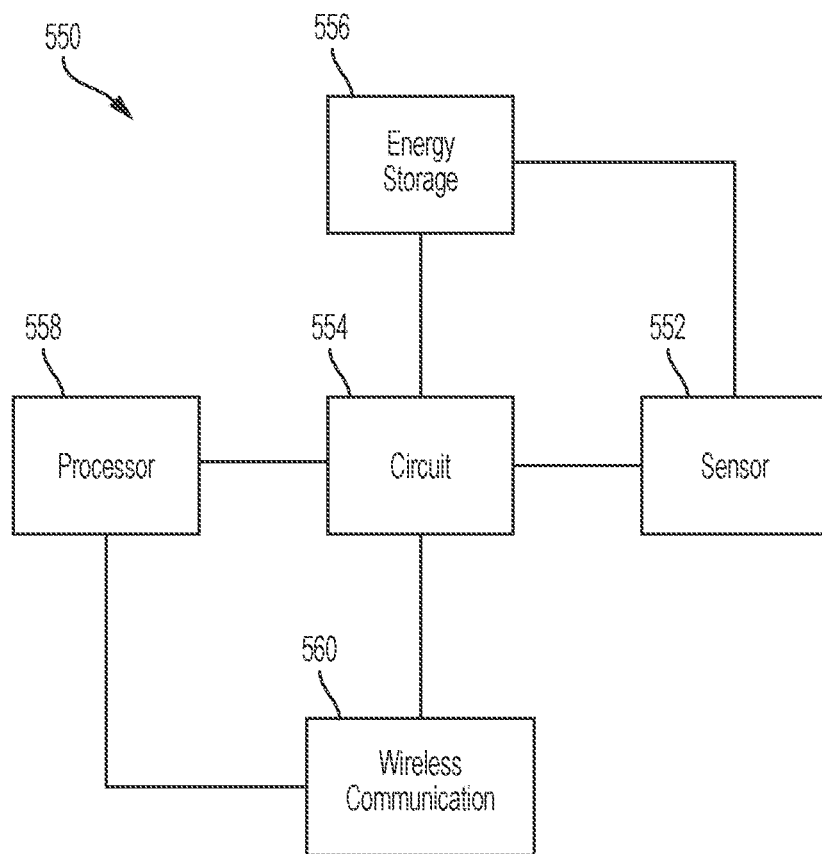 550
556
Energy
Storage
558
554
552
Processor
Circuit
Sensor
560
Wireless
Communication